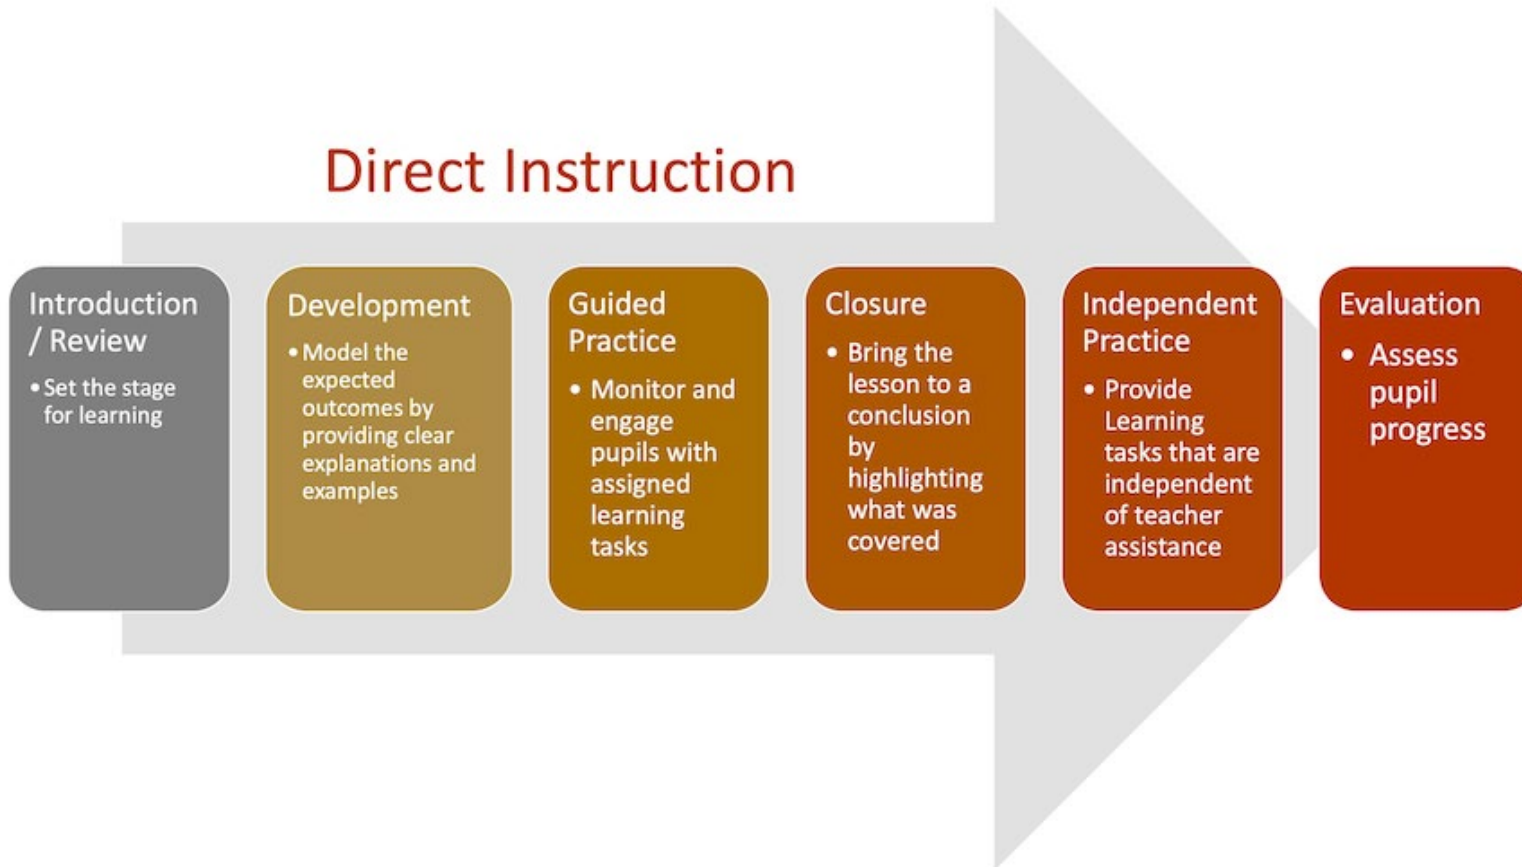 Direct Instruction
Introduction
/ Review
• Set the stage
for learning
Development
• Model the
expected
outcomes by
providing clear
explanations and
examples
Guided
Practice
• Monitor and
engage
pupils with
assigned
learning
tasks
Closure
• Bring the
lesson to a
conclusion
by
highlighting
what was
covered
Independent
Practice
• Provide
Learning
tasks that are
independent
of teacher
assistance
Evaluation
• Assess
pupil
progress